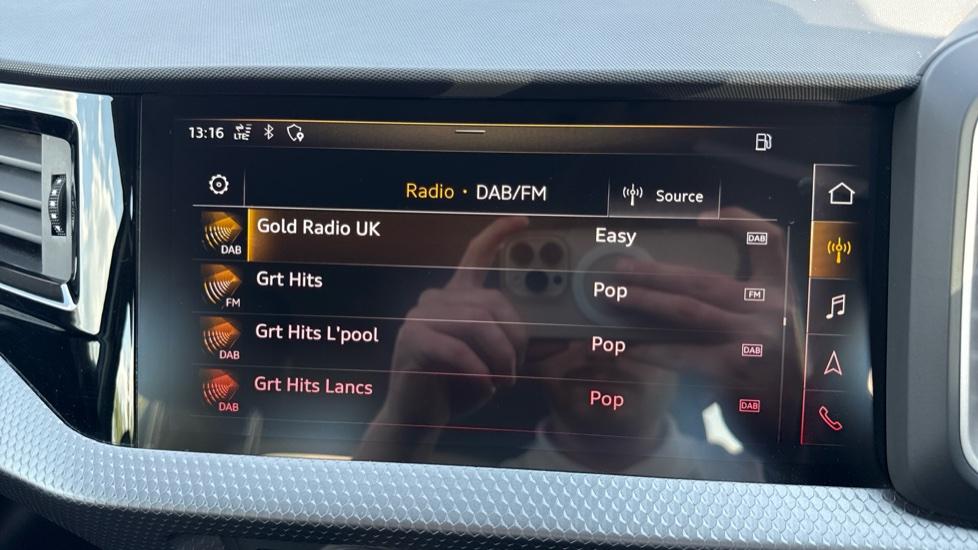 13:16 LTE
Radio · DAB/FM Source
DAB Gold Radio UK Easy DAB
FM Grt Hits Pop FM
DAB Grt Hits L'pool Pop DAB
DAB Grt Hits Lancs Pop DAB